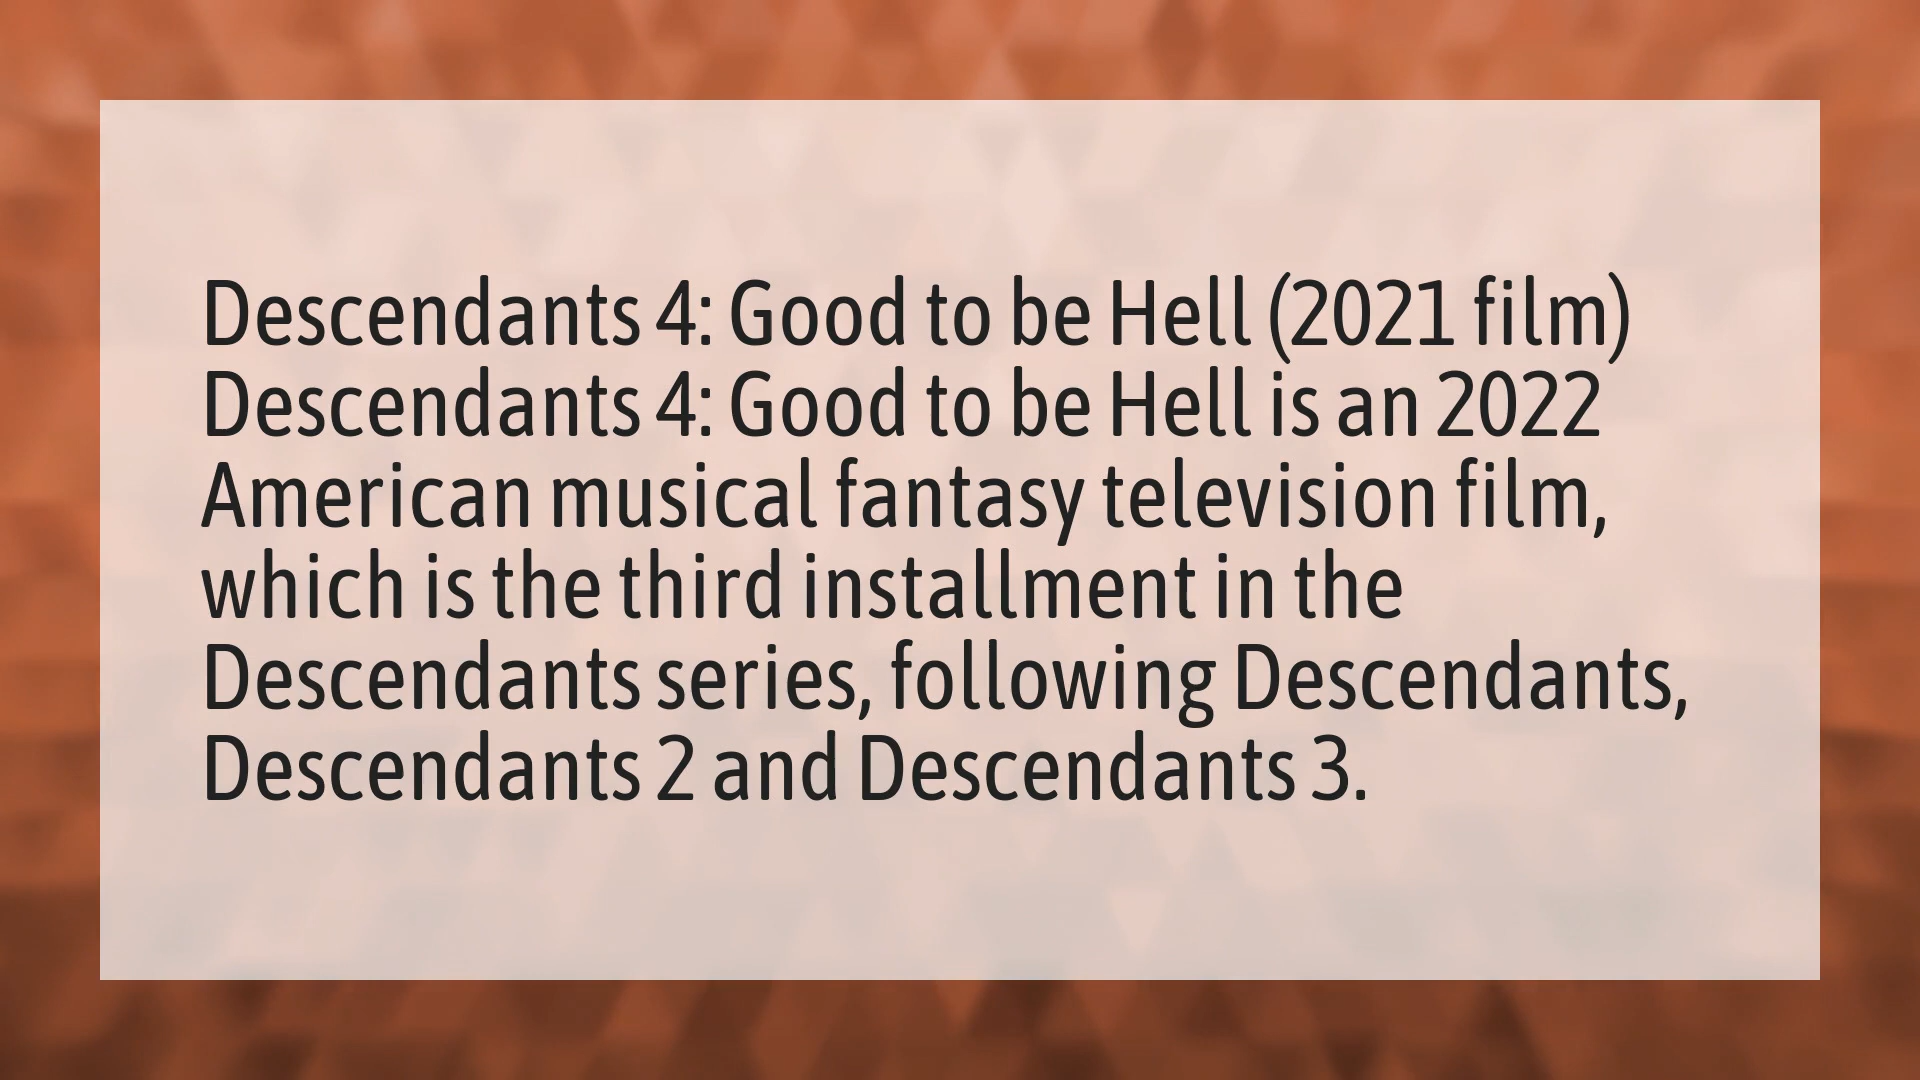 Descendants 4: Good to be Hell (2021 film)
Descendants 4: Good to be Hell is an 2022
American musical fantasy television film,
which is the third installment in the
Descendants series, following Descendants,
Descendants 2 and Descendants 3.